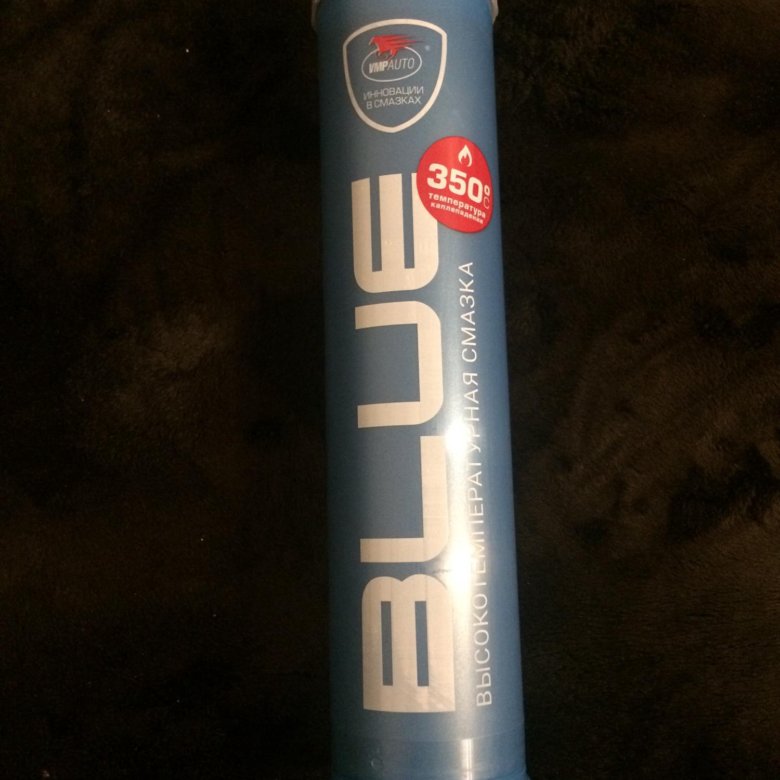 VMPAUTO
ИННОВАЦИИ
В СМАЗКАХ
350°C
температура
каплепадения
BLUE
ВЫСОКОТЕМПЕРАТУРНАЯ СМАЗКА